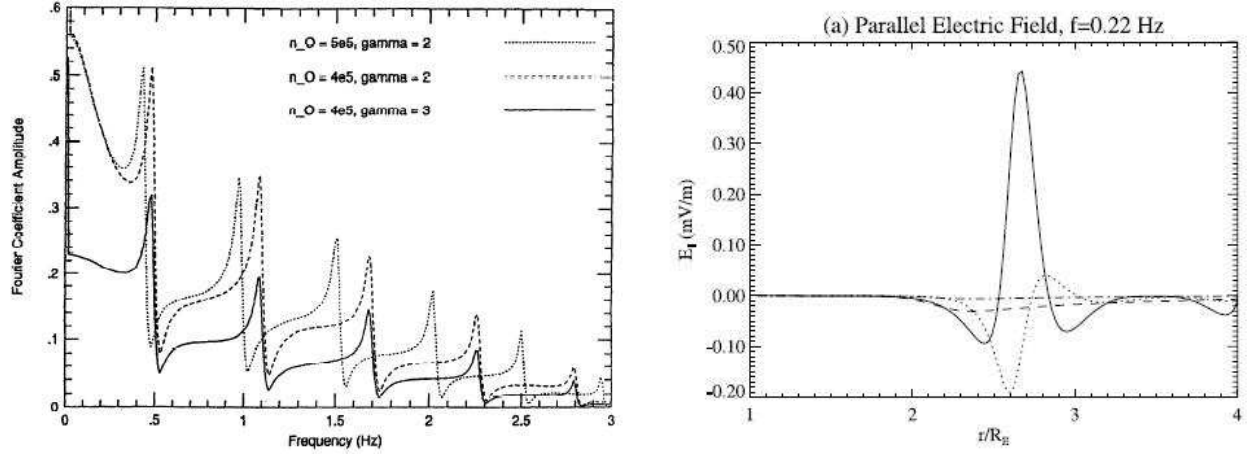 .6
.5
.4
.3
.2
.1
0
Fourier Coefficient Amplitude
n_O = 5e5, gamma = 2
n_O = 4e5, gamma = 2
n_O = 4e5, gamma = 3
0 .5 1 1.5 2 2.5 3
Frequency (Hz)
(a) Parallel Electric Field, f=0.22 Hz
0.50
0.40
0.30
0.20
0.10
0.00
-0.10
-0.20
E∥ (mV/m)
1 2 3 4
r/R_E